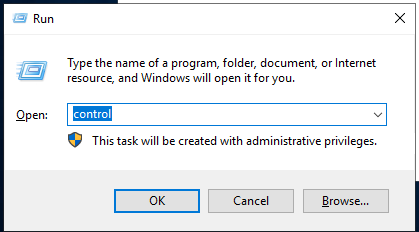 Run
Type the name of a program, folder, document, or Internet
resource, and Windows will open it for you.
Open: control
This task will be created with administrative privileges.
OK Cancel Browse...